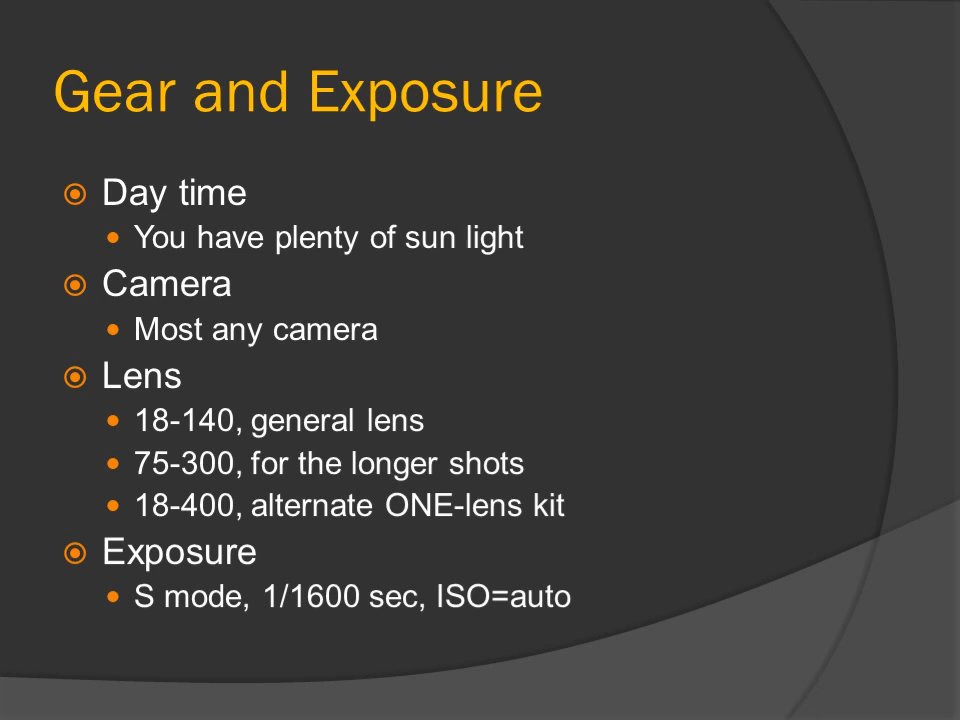 Gear and Exposure
Day time
You have plenty of sun light
Camera
Most any camera
Lens
18-140, general lens
75-300, for the longer shots
18-400, alternate ONE-lens kit
Exposure
S mode, 1/1600 sec, ISO=auto